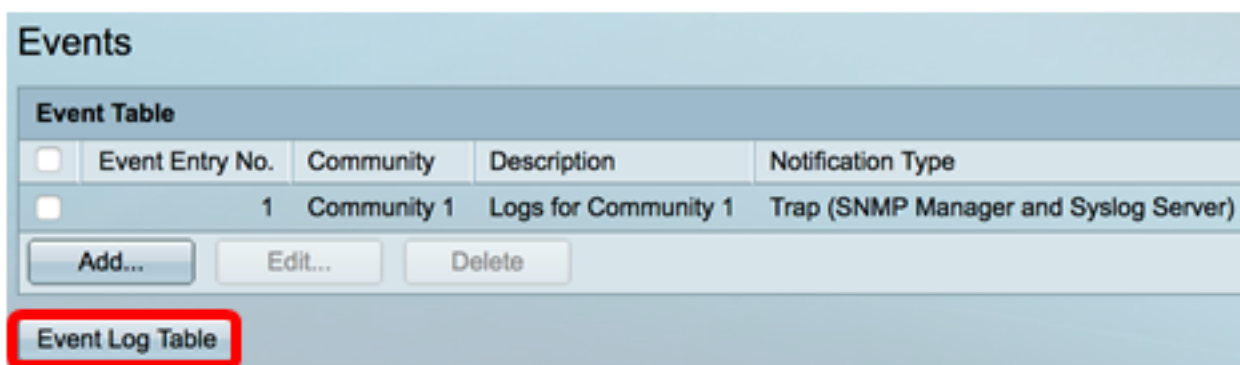 Events
Event Table
Event Entry No. Community Description Notification Type
1 Community 1 Logs for Community 1 Trap (SNMP Manager and Syslog Server)
Add... Edit... Delete
Event Log Table